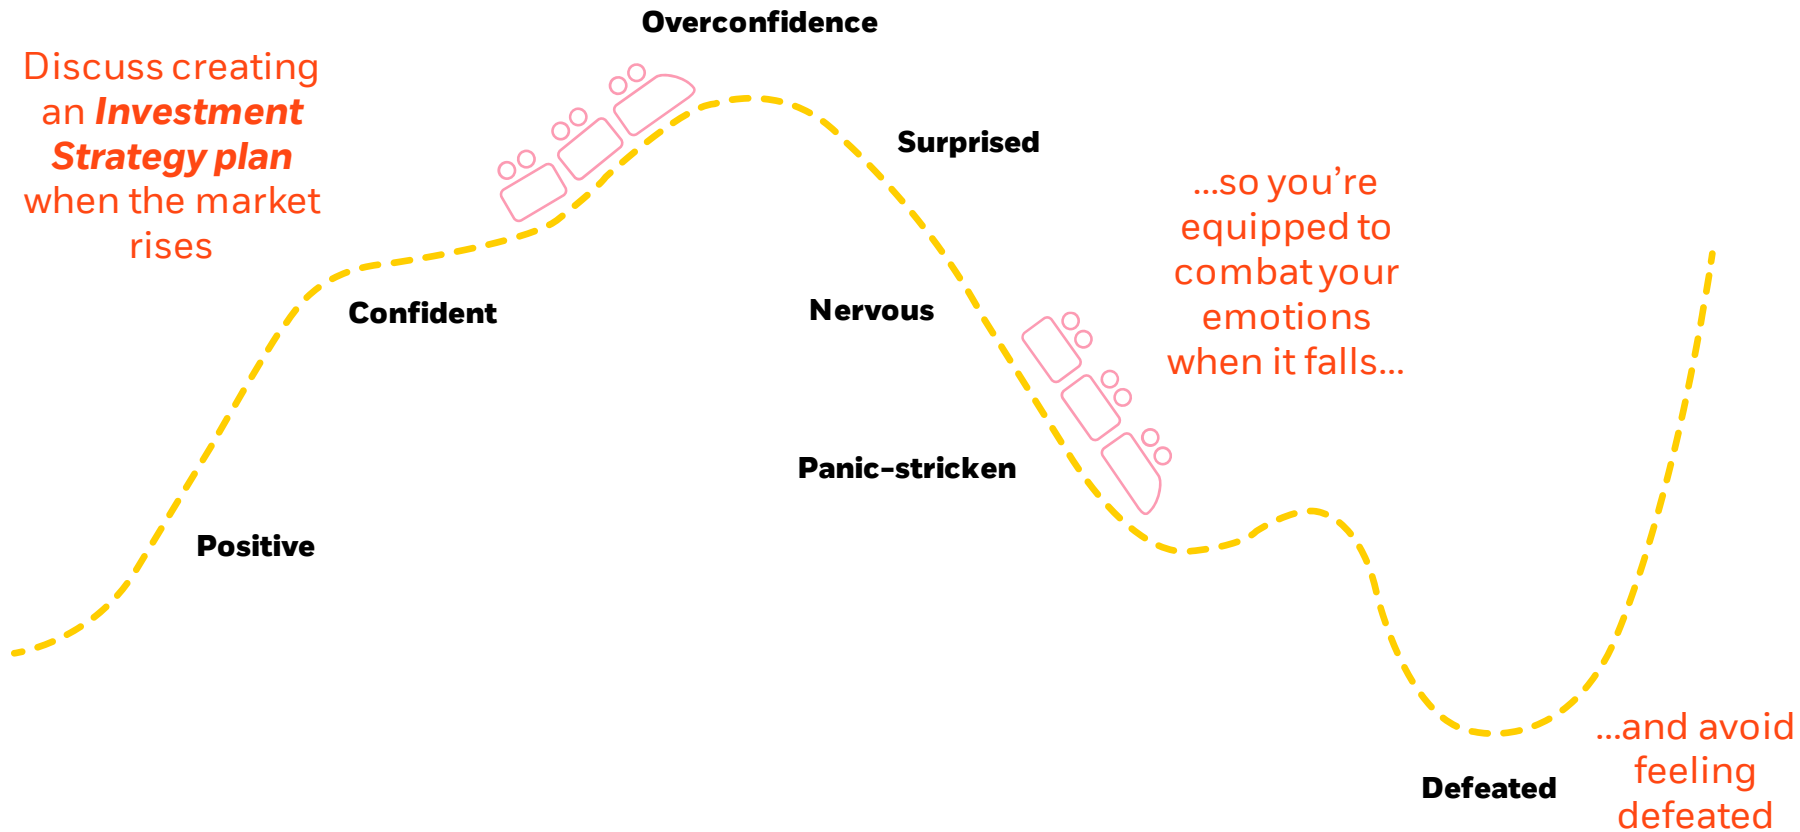 Overconfidence
Discuss creating
an Investment
Strategy plan
when the market
rises
Surprised
...so you’re
equipped to
combat your
emotions
when it falls...
Confident
Nervous
Panic-stricken
Positive
...and avoid
feeling
defeated
Defeated